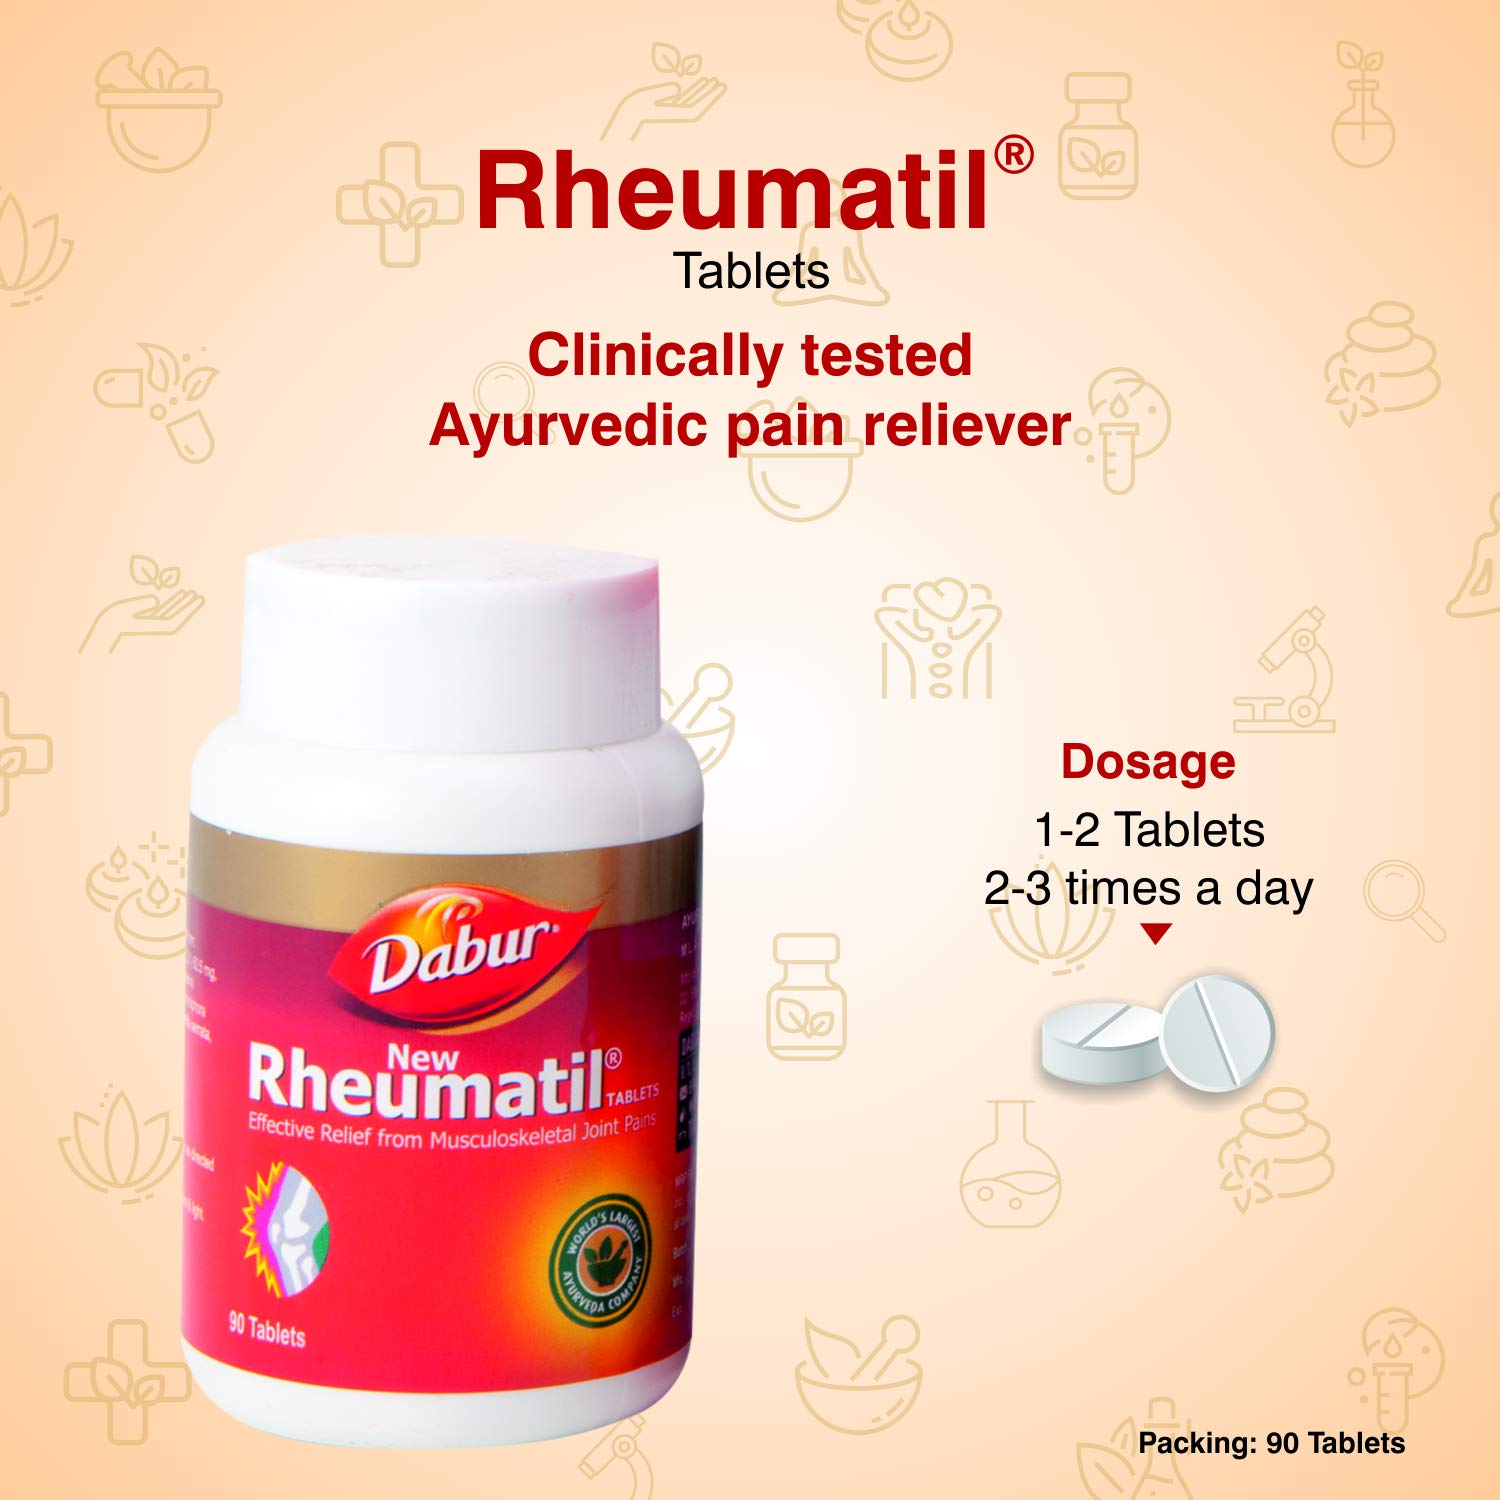 Rheumatil®
Tablets
Clinically tested
Ayurvedic pain reliever
Dosage
1-2 Tablets
2-3 times a day
Dabur®
New
Rheumatil® TABLETS
Effective Relief from Musculoskeletal Joint Pains
WORLD'S LARGEST
AYURVEDA COMPANY
90 Tablets
Packing: 90 Tablets